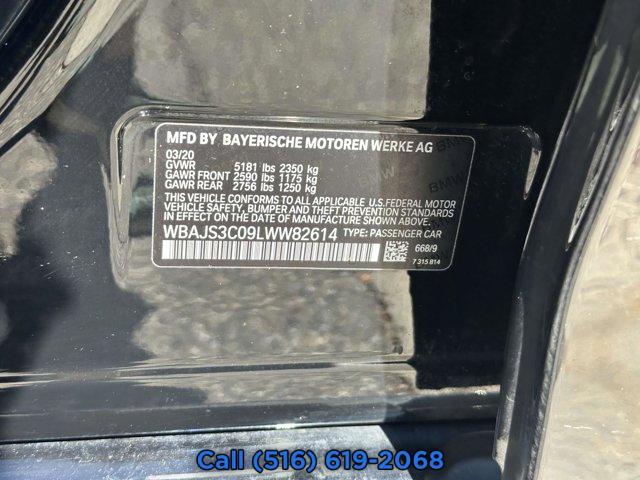 MFD BY BAYERISCHE MOTOREN WERKE AG
03/20
GVWR 5181 lbs 2350 kg
GAWR FRONT 2590 lbs 1175 kg
GAWR REAR 2756 lbs 1250 kg
THIS VEHICLE CONFORMS TO ALL APPLICABLE U.S. FEDERAL MOTOR
VEHICLE SAFETY, BUMPER AND THEFT PREVENTION STANDARDS
IN EFFECT ON THE DATE OF MANUFACTURE SHOWN ABOVE.
WBAJS3C09LWW82614 TYPE: PASSENGER CAR
668/9
7 315 814
Call (516) 619-2068